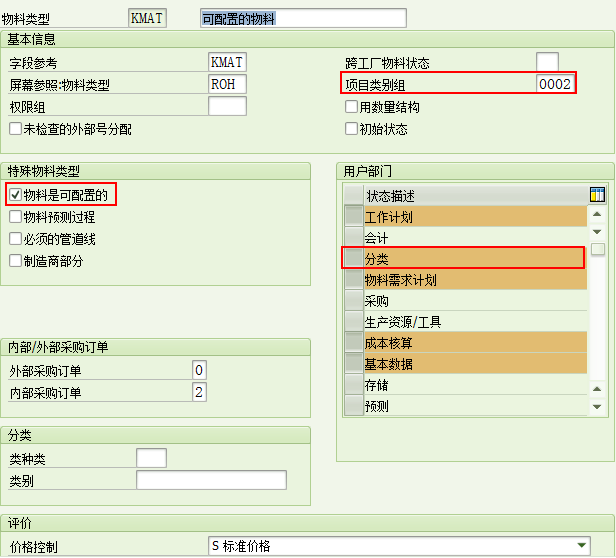 物料类型 KMAT 可配置的物料
基本信息
字段参考 KMAT 跨工厂物料状态
屏幕参照:物料类型 ROH 项目类别组 0002
权限组 用数量结构
未检查的外部号分配 初始状态
特殊物料类型
物料是可配置的
物料预测过程
必须的管道线
制造商部分
用户部门
状态描述
工作计划
会计
分类
物料需求计划
采购
生产资源/工具
成本核算
基本数据
存储
预测
内部/外部采购订单
外部采购订单 0
内部采购订单 2
分类
类种类
类别
评价
价格控制 S 标准价格